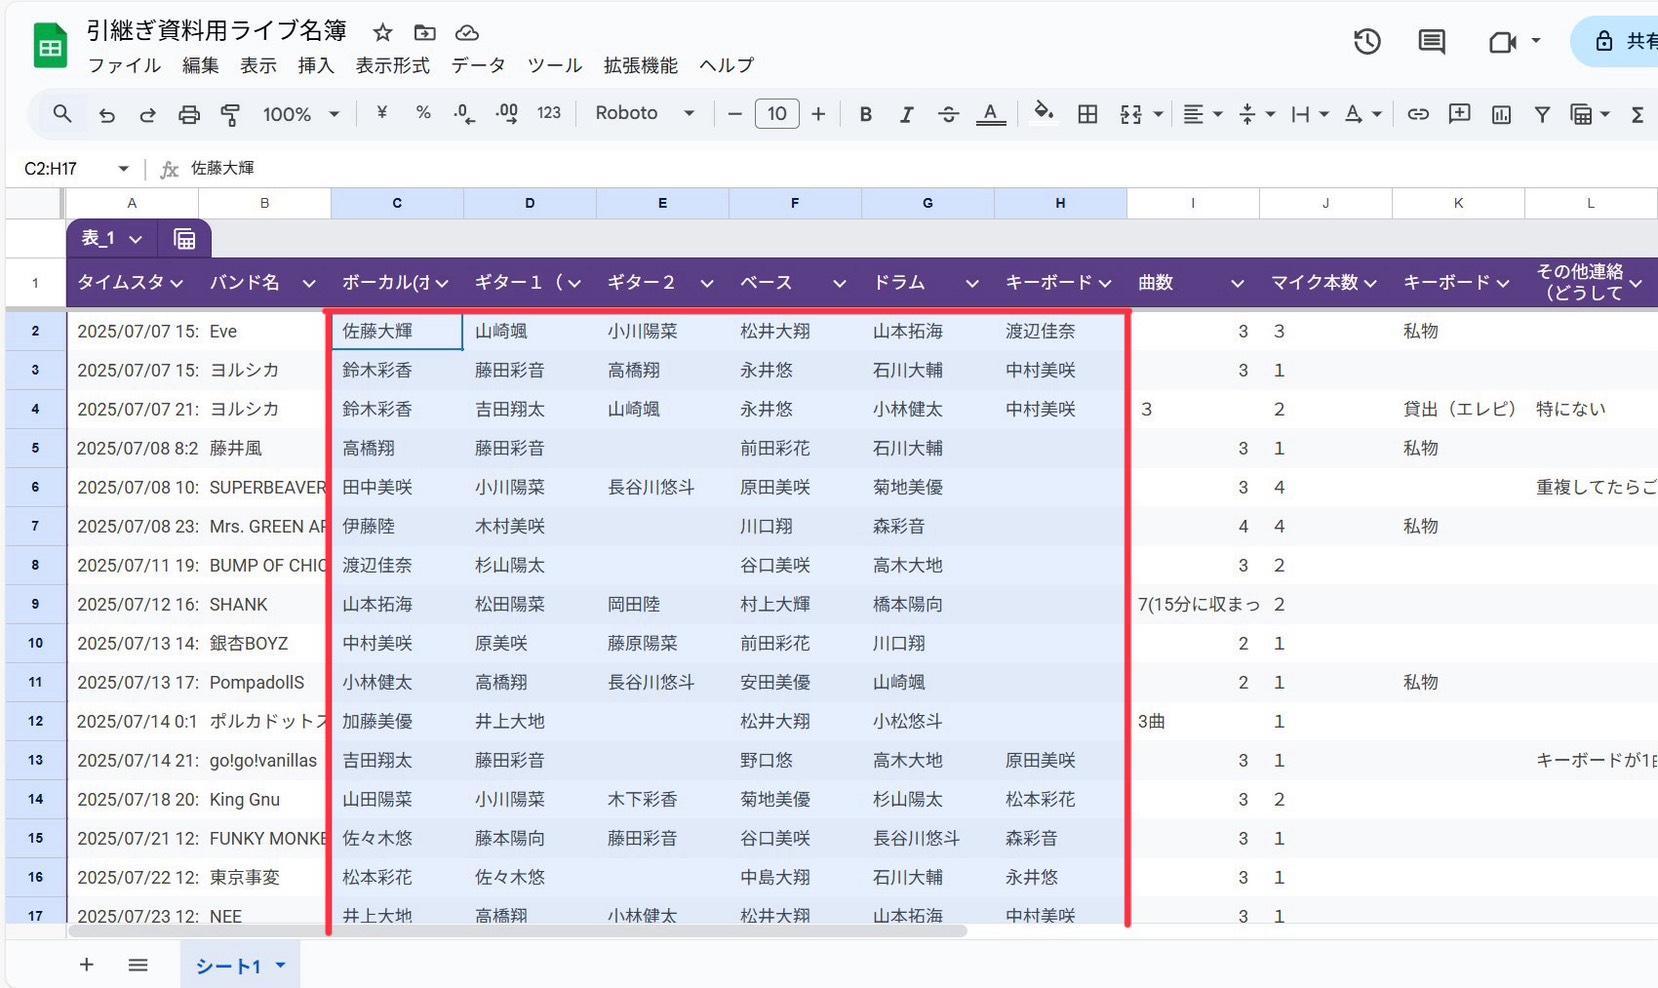 引継ぎ資料用ライブ名簿
共有
ファイル 編集 表示 挿入 表示形式 データ ツール 拡張機能 ヘルプ
100% ¥ % .0 .00 123 Roboto 10 B I A Σ
C2:H17 fx 佐藤大輝
A B C D E F G H I J K L
表_1
1 タイムスタ バンド名 ボーカル(オ ギター１（ ギター２ ベース ドラム キーボード 曲数 マイク本数 キーボード その他連絡
（どうして
2 2025/07/07 15: Eve 佐藤大輝 山崎颯 小川陽菜 松井大翔 山本拓海 渡辺佳奈 3 3 私物
3 2025/07/07 15: ヨルシカ 鈴木彩香 藤田彩音 高橋翔 永井悠 石川大輔 中村美咲 3 1
4 2025/07/07 21: ヨルシカ 鈴木彩香 吉田翔太 山崎颯 永井悠 小林健太 中村美咲 ３ 2 貸出（エレピ） 特にない
5 2025/07/08 8:2 藤井風 高橋翔 藤田彩音 前田彩花 石川大輔 3 1 私物
6 2025/07/08 10: SUPERBEAVER 田中美咲 小川陽菜 長谷川悠斗 原田美咲 菊地美優 3 4 重複してたらご
7 2025/07/08 23: Mrs. GREEN AP 伊藤陸 木村美咲 川口翔 森彩音 4 4 私物
8 2025/07/11 19: BUMP OF CHIC 渡辺佳奈 杉山陽太 谷口美咲 高木大地 3 2
9 2025/07/12 16: SHANK 山本拓海 松田陽菜 岡田陸 村上大輝 橋本陽向 7(15分に収まっ 2
10 2025/07/13 14: 銀杏BOYZ 中村美咲 原美咲 藤原陽菜 前田彩花 川口翔 2 1
11 2025/07/13 17: PompadollS 小林健太 高橋翔 長谷川悠斗 安田美優 山崎颯 2 1 私物
12 2025/07/14 0:1 ポルカドットス 加藤美優 井上大地 松井大翔 小松悠斗 3曲 1
13 2025/07/14 21: go!go!vanillas 吉田翔太 藤田彩音 野口悠 高木大地 原田美咲 3 1 キーボードが1曲
14 2025/07/18 20: King Gnu 山田陽菜 小川陽菜 木下彩香 菊地美優 杉山陽太 松本彩花 3 2
15 2025/07/21 12: FUNKY MONKE 佐々木悠 藤本陽向 藤田彩音 谷口美咲 長谷川悠斗 森彩音 3 1
16 2025/07/22 12: 東京事変 松本彩花 佐々木悠 中島大翔 石川大輔 永井悠 3 1
17 2025/07/23 12: NEE 井上大地 高橋翔 小林健太 松井大翔 山本拓海 中村美咲 3 1
シート1